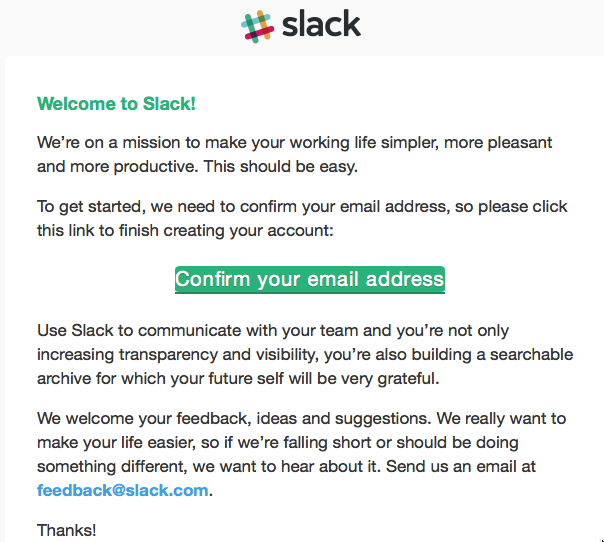 slack
Welcome to Slack!
We're on a mission to make your working life simpler, more pleasant
and more productive. This should be easy.
To get started, we need to confirm your email address, so please click
this link to finish creating your account:
Confirm your email address
Use Slack to communicate with your team and you're not only
increasing transparency and visibility, you're also building a searchable
archive for which your future self will be very grateful.
We welcome your feedback, ideas and suggestions. We really want to
make your life easier, so if we're falling short or should be doing
something different, we want to hear about it. Send us an email at
feedback@slack.com.
Thanks!